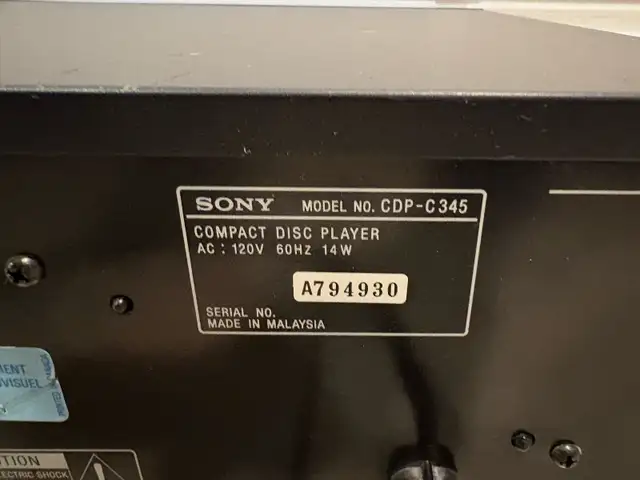 SONY MODEL NO. CDP-C345
COMPACT DISC PLAYER
AC : 120V 60HZ 14W
A794930
SERIAL NO.
MADE IN MALAYSIA
MENT
VISUEL
TION
ELECTRIC SHOCK